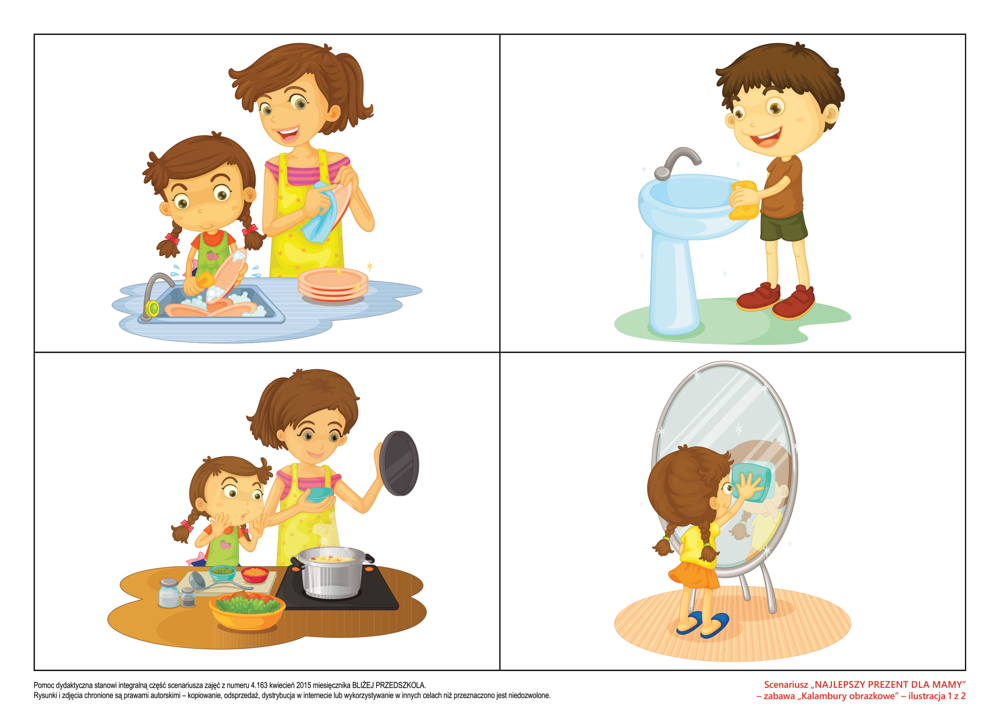 Pomoc dydaktyczna stanowi integralną część scenariusza zajęć z numeru 4.163 kwiecień 2015 miesięcznika BLIŻEJ PRZEDSZKOLA.
Rysunki i zdjęcia chronione są prawami autorskimi – kopiowanie, odsprzedaż, dystrybucja w internecie lub wykorzystywanie w innych celach niż przeznaczono jest niedozwolone.
Scenariusz „NAJLEPSZY PREZENT DLA MAMY”
– zabawa „Kalambury obrazkowe” – ilustracja 1 z 2